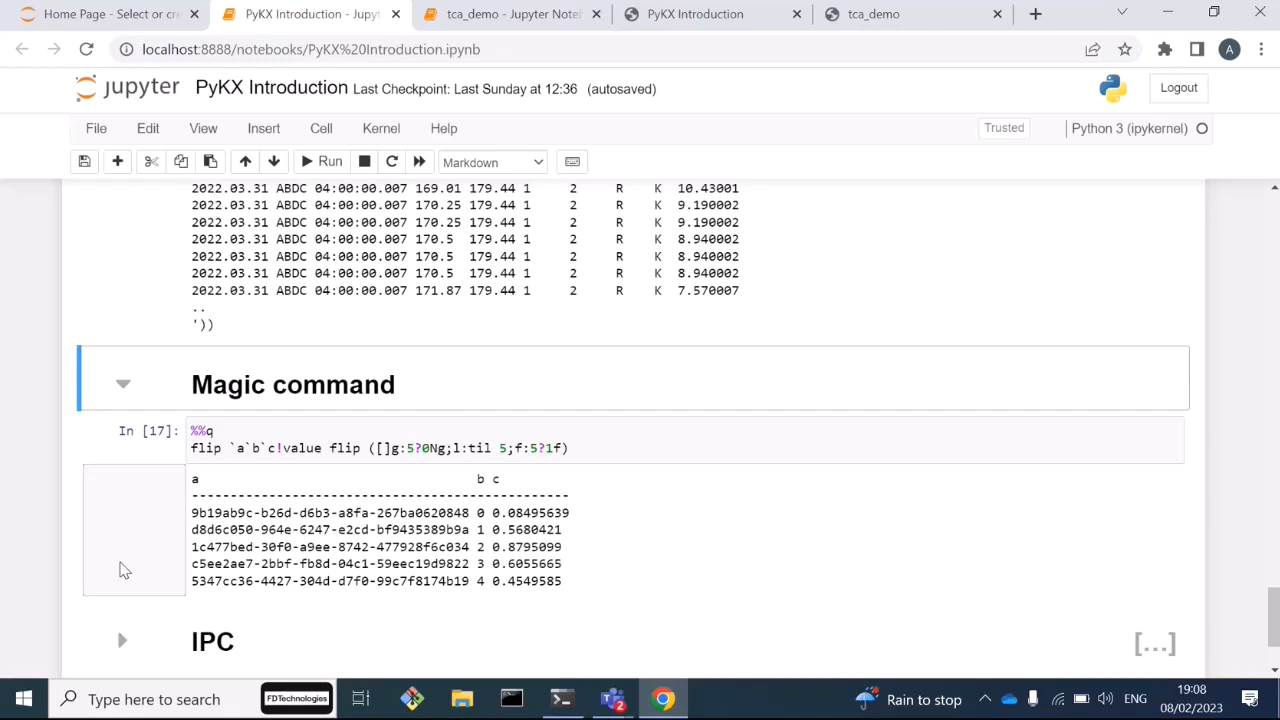 Home Page - Select or cre
PyKX Introduction - Jupyt
tca_demo - Jupyter Noteb
PyKX Introduction
tca_demo
localhost:8888/notebooks/PyKX%20Introduction.ipynb
A
jupyter PyKX Introduction Last Checkpoint: Last Sunday at 12:36 (autosaved)
Logout
File Edit View Insert Cell Kernel Help
Trusted
Python 3 (ipykernel)
Run
Markdown
2022.03.31 ABDC 04:00:00.007 169.01 179.44 1 2 R K 10.43001
2022.03.31 ABDC 04:00:00.007 170.25 179.44 1 2 R K 9.190002
2022.03.31 ABDC 04:00:00.007 170.25 179.44 1 2 R K 9.190002
2022.03.31 ABDC 04:00:00.007 170.5 179.44 1 2 R K 8.940002
2022.03.31 ABDC 04:00:00.007 170.5 179.44 1 2 R K 8.940002
2022.03.31 ABDC 04:00:00.007 170.5 179.44 1 2 R K 8.940002
2022.03.31 ABDC 04:00:00.007 171.87 179.44 1 2 R K 7.570007
..
'))
Magic command
In [17]: %%q
flip `a`b`c!value flip ([]g:5?0Ng;l:til 5;f:5?1f)
a b c
---------------------------------------------------
9b19ab9c-b26d-d6b3-a8fa-267ba0620848 0 0.08495639
d8d6c050-964e-6247-e2cd-bf9435389b9a 1 0.5680421
1c477bed-30f0-a9ee-8742-477928f6c034 2 0.8795099
c5ee2ae7-2bbf-fb8d-04c1-59eec19d9822 3 0.6055665
5347cc36-4427-304d-d7f0-99c7f8174b19 4 0.4549585
IPC
[...]
Type here to search
FDTechnologies
2
Rain to stop
ENG
19:08
08/02/2023